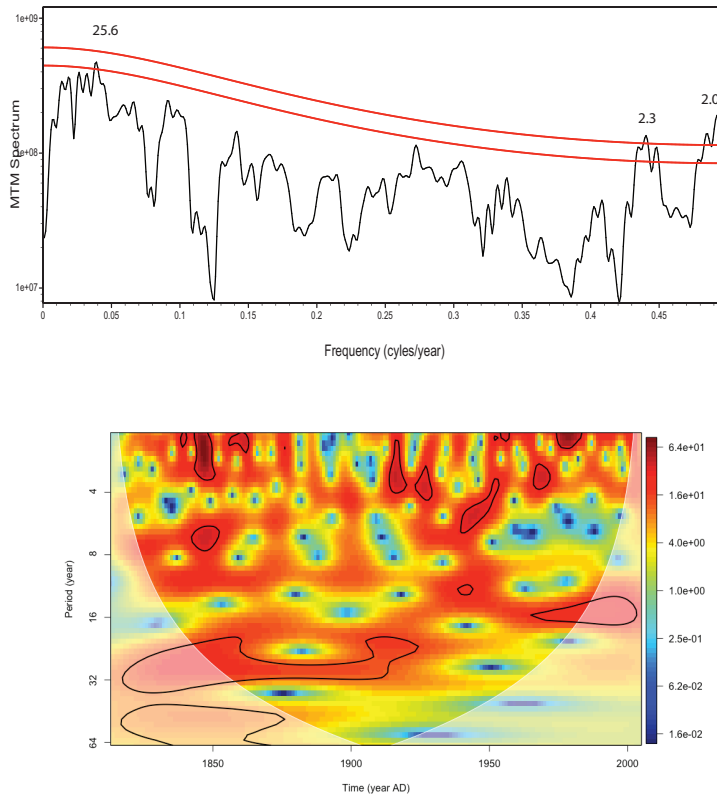 1e+09
25.6
2.3
2.0
MTM Spectrum
1e+08
1e+07
0 0.05 0.1 0.15 0.2 0.25 0.3 0.35 0.4 0.45
Frequency (cyles/year)
6.4e+01
4 1.6e+01
8 4.00e+00
Period (year)
1.0e+00
16
2.5e-01
32 6.2e-02
64 1.6e-02
1850 1900 1950 2000
Time (year AD)